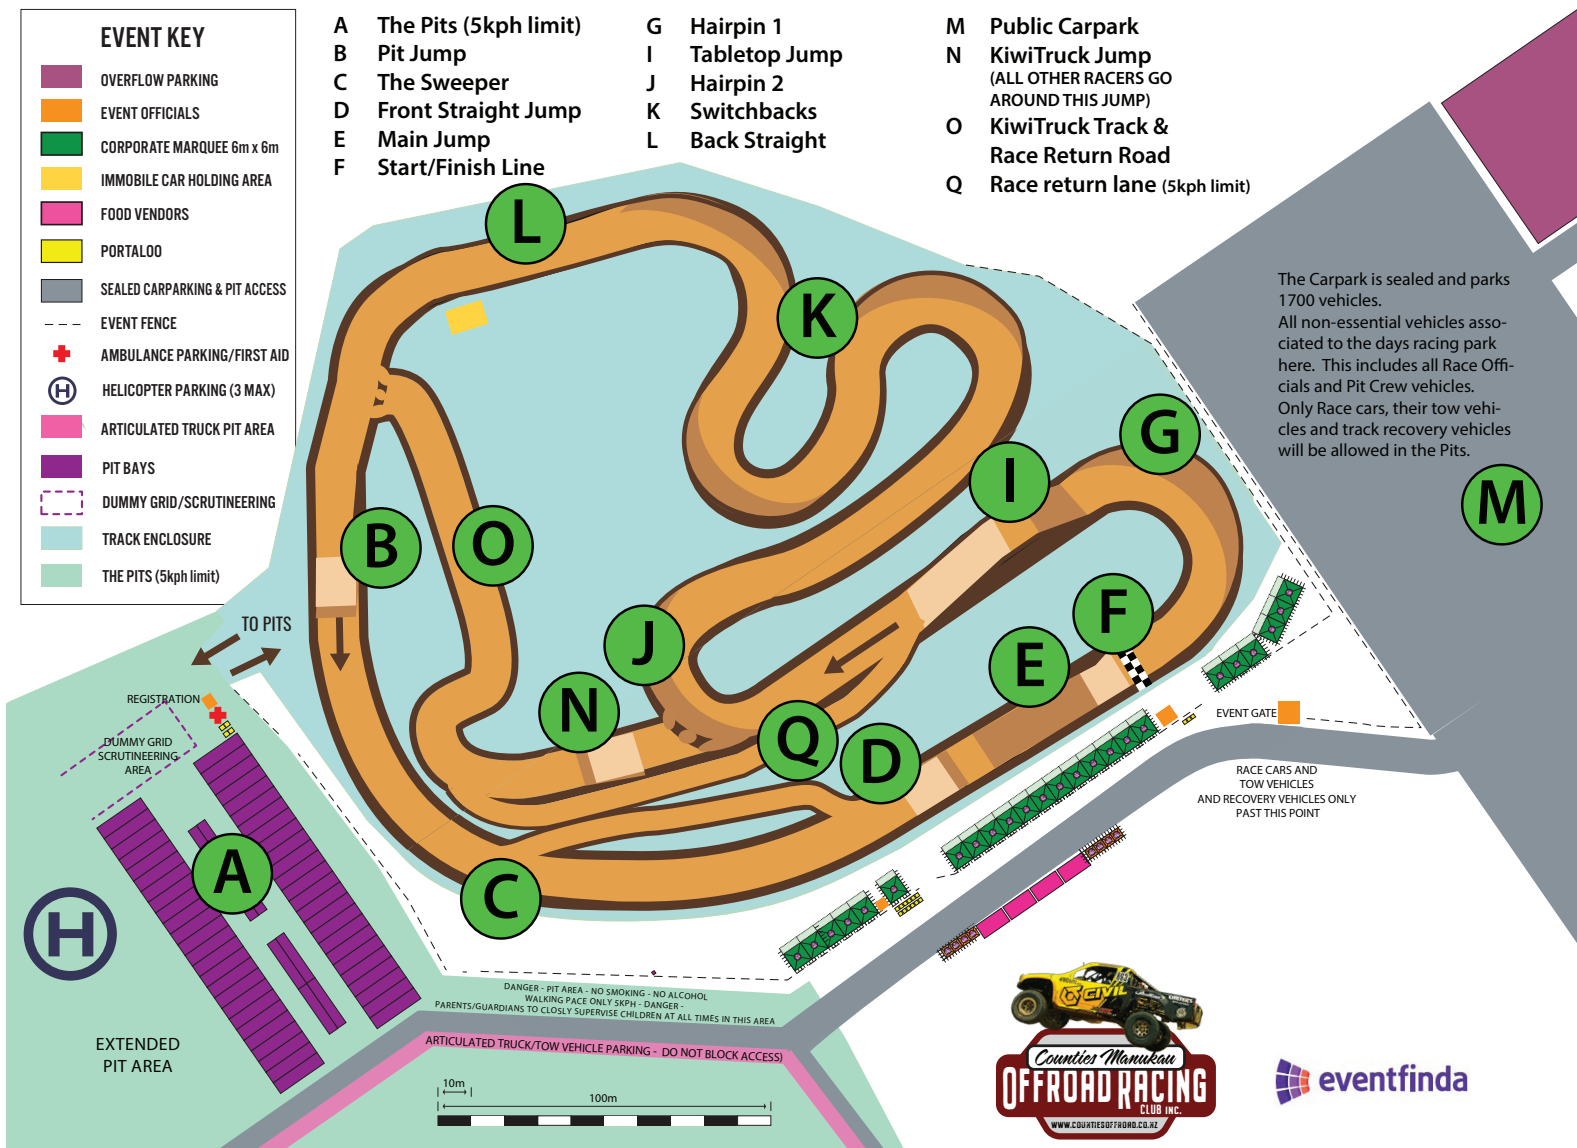 EVENT KEY
OVERFLOW PARKING
EVENT OFFICIALS
CORPORATE MARQUEE 6m x 6m
IMMOBILE CAR HOLDING AREA
FOOD VENDORS
PORTALOO
SEALED CARPARKING & PIT ACCESS
EVENT FENCE
AMBULANCE PARKING/FIRST AID
H HELICOPTER PARKING (3 MAX)
ARTICULATED TRUCK PIT AREA
PIT BAYS
DUMMY GRID/SCRUTINEERING
TRACK ENCLOSURE
THE PITS (5kph limit)
A The Pits (5kph limit)
B Pit Jump
C The Sweeper
D Front Straight Jump
E Main Jump
F Start/Finish Line
G Hairpin 1
I Tabletop Jump
J Hairpin 2
K Switchbacks
L Back Straight
M Public Carpark
N KiwiTruck Jump
(ALL OTHER RACERS GO
AROUND THIS JUMP)
O KiwiTruck Track &
Race Return Road
Q Race return lane (5kph limit)
The Carpark is sealed and parks
1700 vehicles.
All non-essential vehicles asso-
ciated to the days racing park
here. This includes all Race Offi-
cials and Pit Crew vehicles.
Only Race cars, their tow vehi-
cles and track recovery vehicles
will be allowed in the Pits.
L
K
G
I
M
B
O
F
J
E
N
Q
D
A
C
H
TO PITS
REGISTRATION
DUMMY GRID
SCRUTINEERING
AREA
EVENT GATE
RACE CARS AND
TOW VEHICLES
AND RECOVERY VEHICLES ONLY
PAST THIS POINT
EXTENDED
PIT AREA
DANGER - PIT AREA - NO SMOKING - NO ALCOHOL
WALKING PACE ONLY 5KPH - DANGER -
PARENTS/GUARDIANS TO CLOSELY SUPERVISE CHILDREN AT ALL TIMES IN THIS AREA
ARTICULATED TRUCK/TOW VEHICLE PARKING - DO NOT BLOCK ACCESS)
10m
100m
CIVIL
Counties Manukau
OFFROAD RACING
CLUB INC.
WWW.COUNTIESOFFROAD.CO.NZ
eventfinda